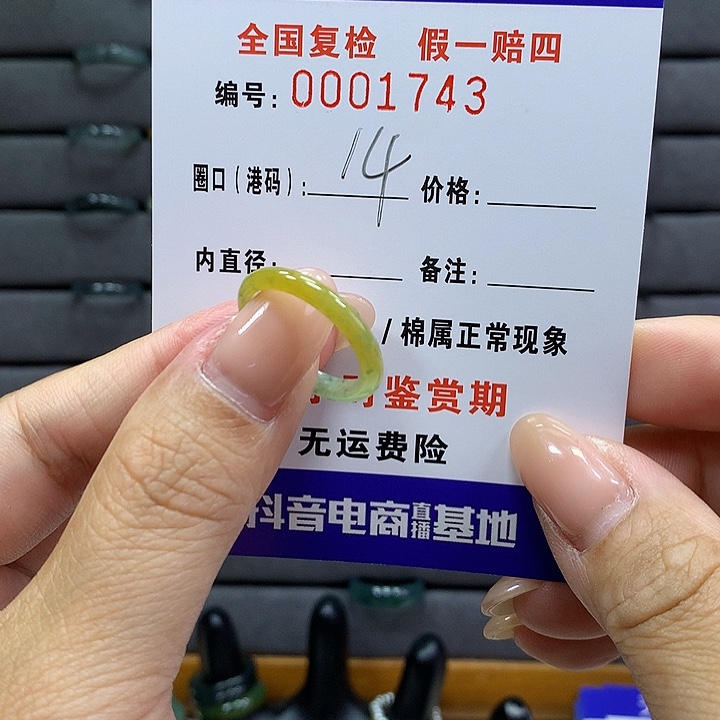 全国复检 假一赔四
编号: 0001743
圈口(港码): 14 价格:
内直径: 备注:
/棉属正常现象
鉴赏期
无运费险
抖音电商直播基地